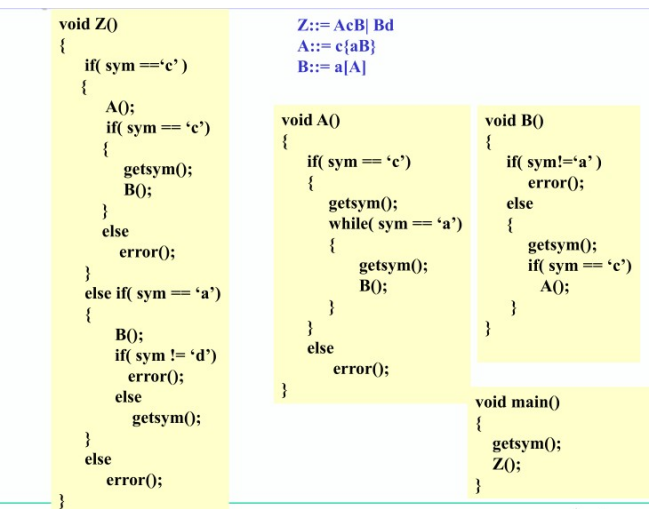 void Z()
{
if( sym ==‘c’ )
{
A();
if( sym == ‘c’)
{
getsym();
B();
}
else
error();
}
else if( sym == ‘a’)
{
B();
if( sym != ‘d’)
error();
else
getsym();
}
else
error();
}
Z::= AcB| Bd
A::= c{aB}
B::= a[A]
void A()
{
if( sym == ‘c’)
{
getsym();
while( sym == ‘a’)
{
getsym();
B();
}
}
else
error();
}
void B()
{
if( sym!=‘a’ )
error();
else
{
getsym();
if( sym == ‘c’)
A();
}
}
void main()
{
getsym();
Z();
}